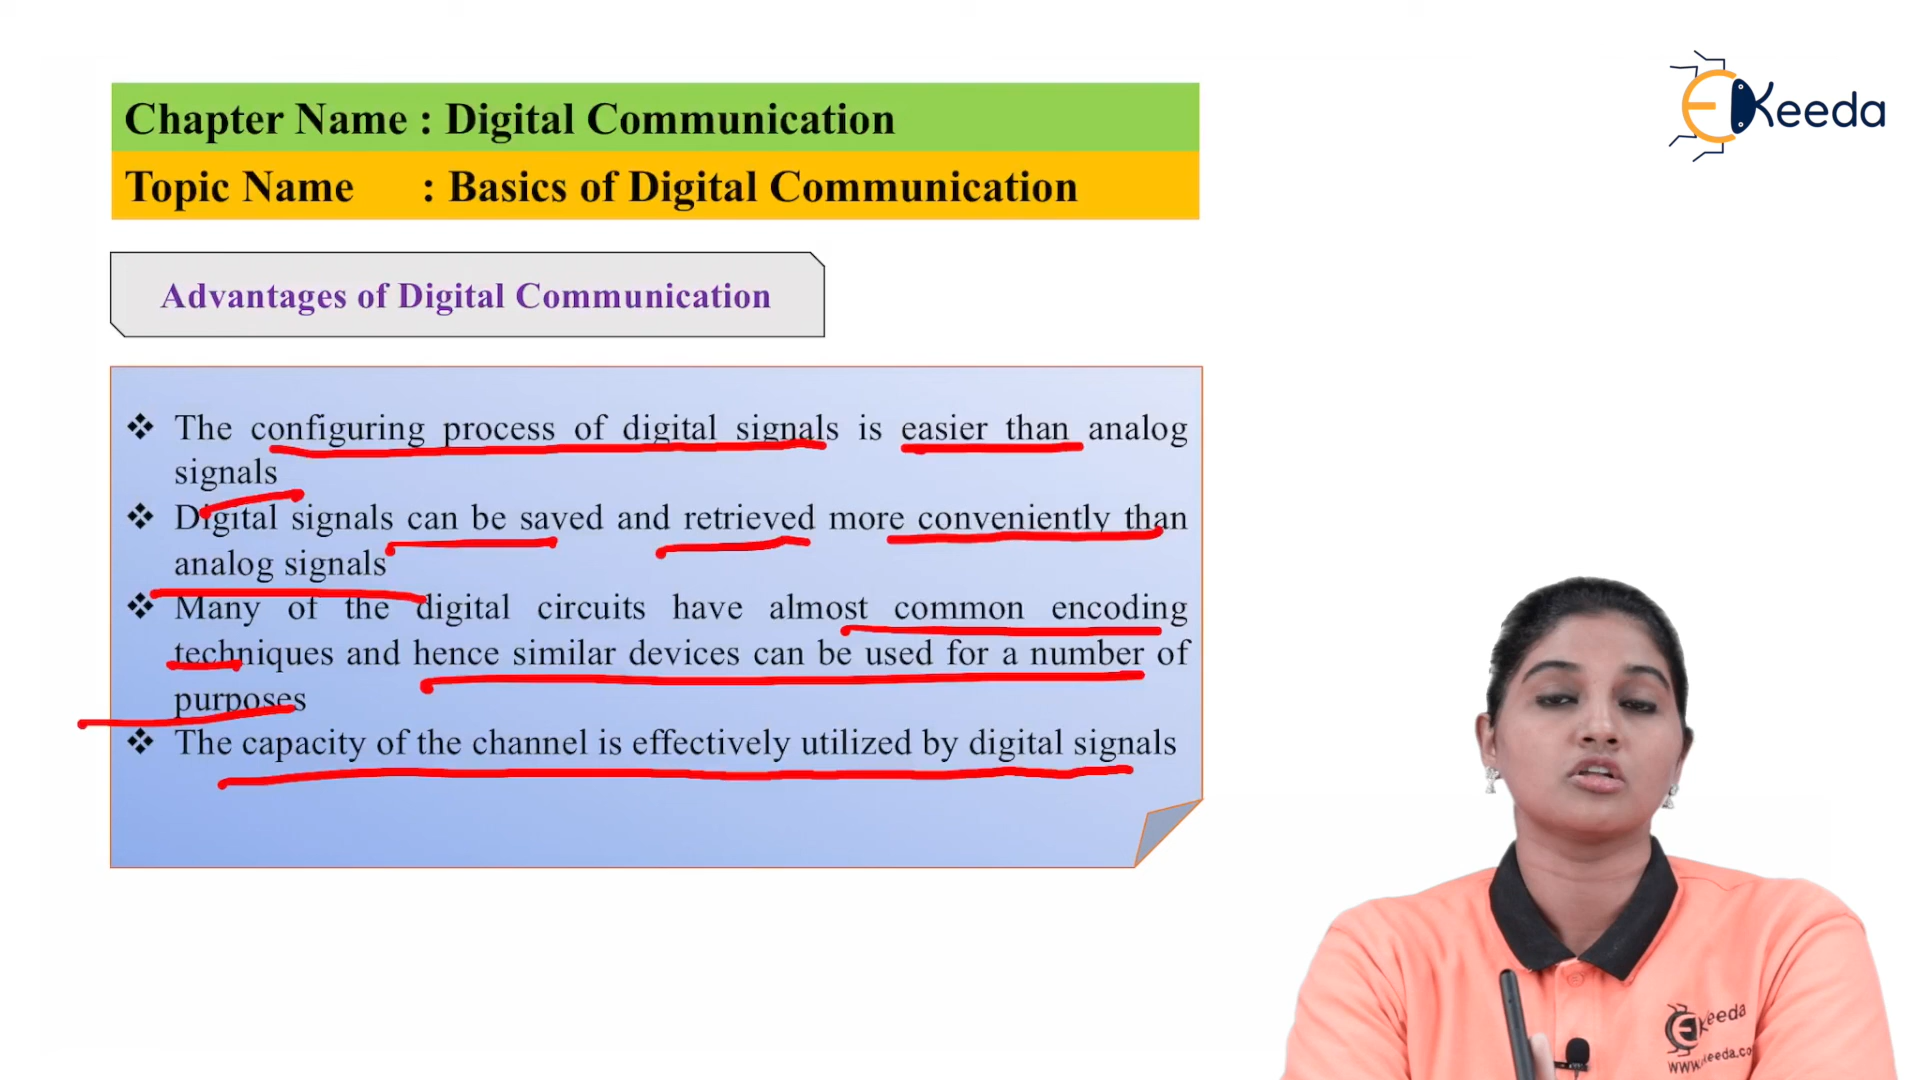 Keeda
Chapter Name : Digital Communication
Topic Name : Basics of Digital Communication
Advantages of Digital Communication
❖ The configuring process of digital signals is easier than analog
signals
❖ Digital signals can be saved and retrieved more conveniently than
analog signals
❖ Many of the digital circuits have almost common encoding
techniques and hence similar devices can be used for a number of
purposes
❖ The capacity of the channel is effectively utilized by digital signals
Keeda